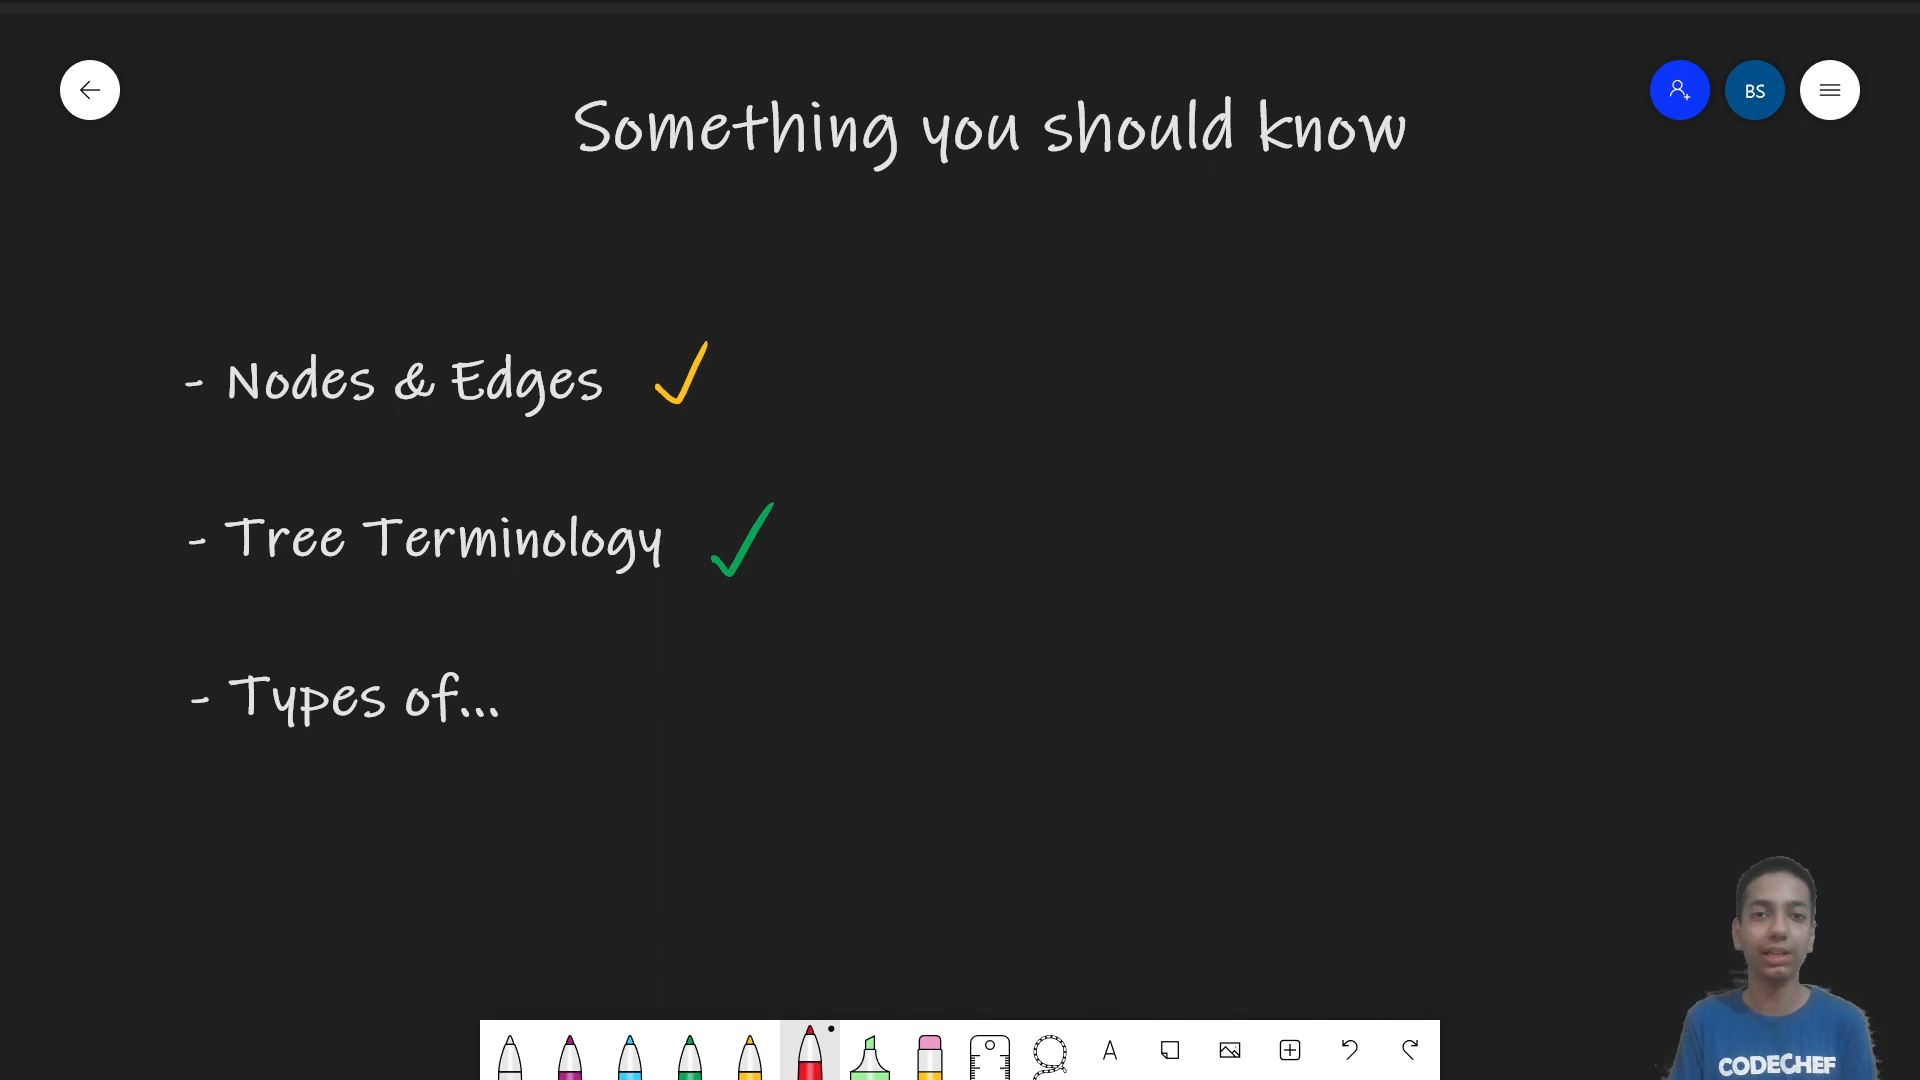 Something you should know
BS
- Nodes & Edges
- Tree Terminology
- Types of...
A
CODECHEF